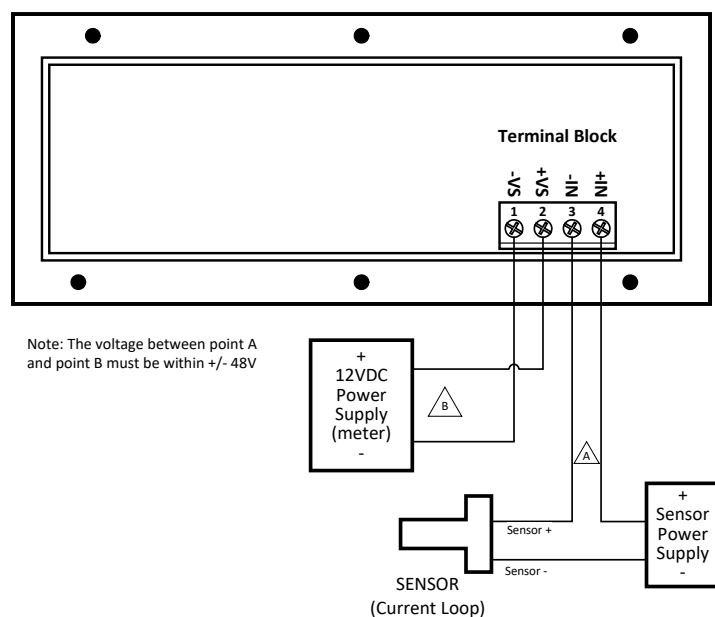 Terminal Block
-VS
+VS
-IN
+IN
1 2 3 4
Note: The voltage between point A
and point B must be within +/- 48V
+
12VDC
Power
Supply
(meter)
-
B
A
+
Sensor
Power
Supply
-
Sensor +
Sensor -
SENSOR
(Current Loop)